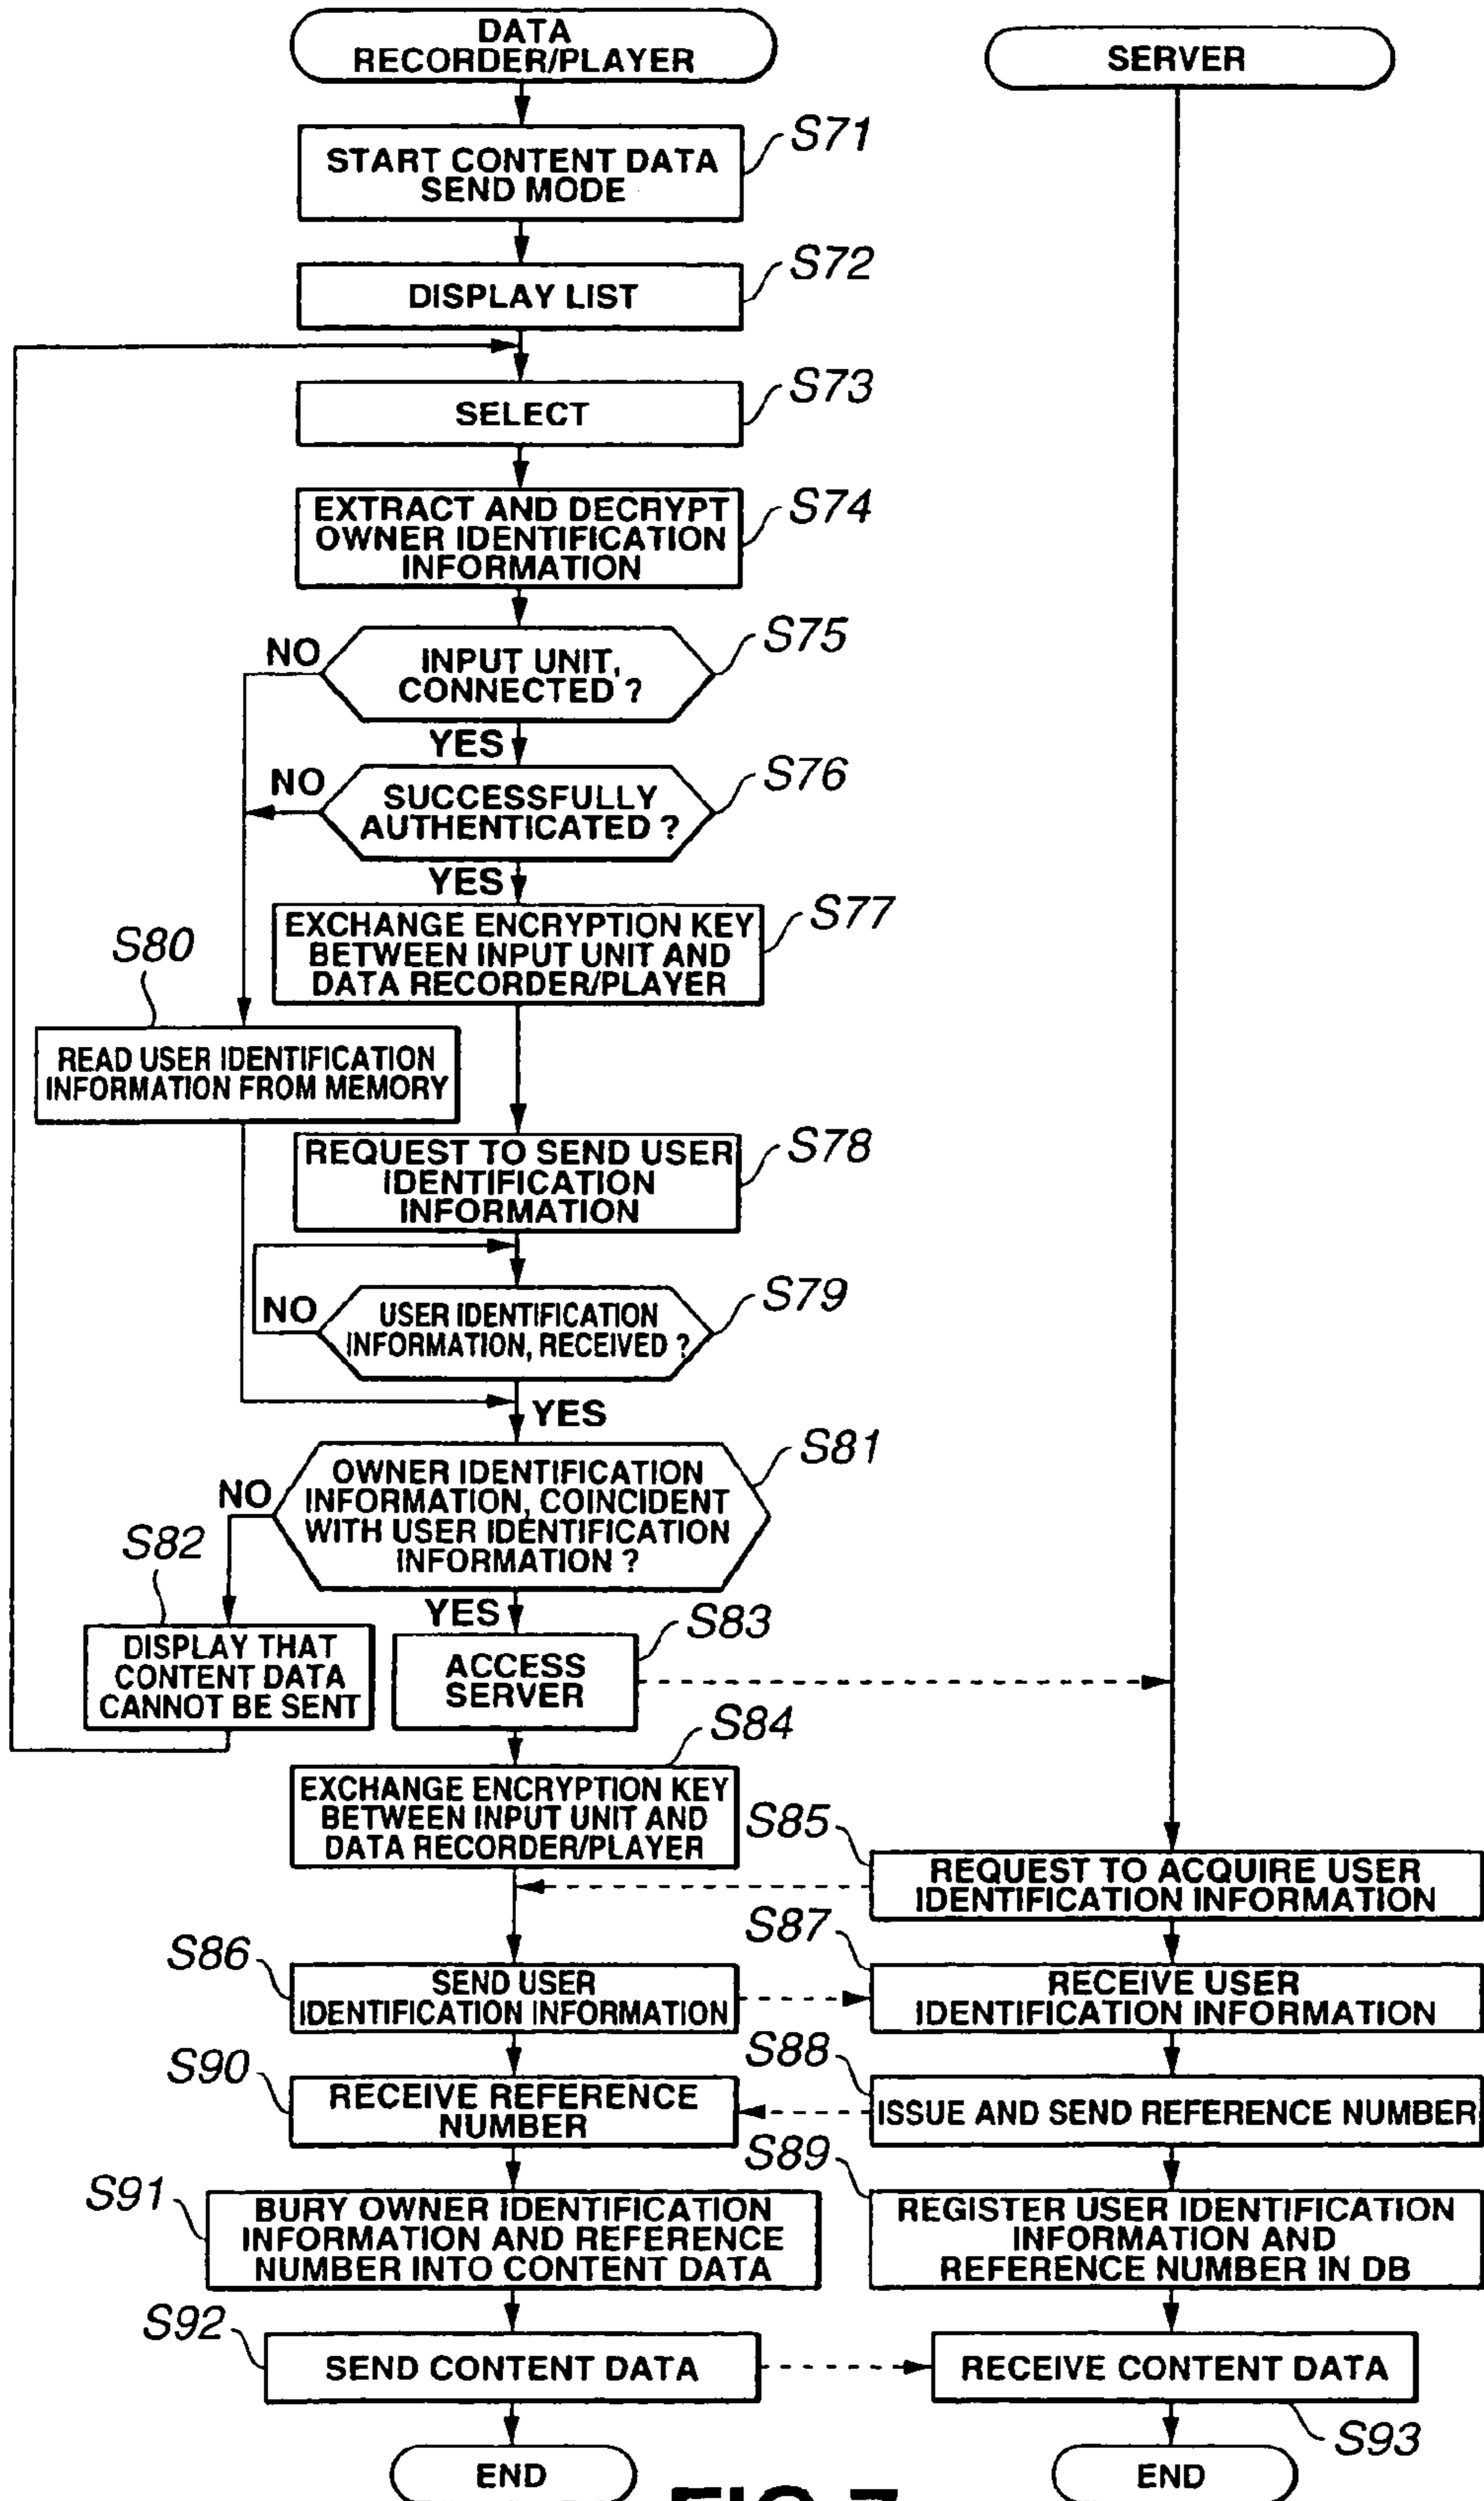 DATA
RECORDER/PLAYER
SERVER
START CONTENT DATA
SEND MODE
S71
DISPLAY LIST
S72
SELECT
S73
EXTRACT AND DECRYPT
OWNER IDENTIFICATION
INFORMATION
S74
NO
INPUT UNIT,
CONNECTED ?
S75
YES
NO
SUCCESSFULLY
AUTHENTICATED ?
S76
YES
EXCHANGE ENCRYPTION KEY
BETWEEN INPUT UNIT AND
DATA RECORDER/PLAYER
S77
S80
READ USER IDENTIFICATION
INFORMATION FROM MEMORY
REQUEST TO SEND USER
IDENTIFICATION
INFORMATION
S78
NO
USER IDENTIFICATION
INFORMATION, RECEIVED ?
S79
YES
NO
OWNER IDENTIFICATION
INFORMATION, COINCIDENT
WITH USER IDENTIFICATION
INFORMATION ?
S81
S82
DISPLAY THAT
CONTENT DATA
CANNOT BE SENT
YES
ACCESS
SERVER
S83
S84
EXCHANGE ENCRYPTION KEY
BETWEEN INPUT UNIT AND
DATA RECORDER/PLAYER
S85
REQUEST TO ACQUIRE USER
IDENTIFICATION INFORMATION
S86
SEND USER
IDENTIFICATION INFORMATION
S87
RECEIVE USER
IDENTIFICATION INFORMATION
S90
RECEIVE REFERENCE
NUMBER
S88
ISSUE AND SEND REFERENCE NUMBER
S91
BURY OWNER IDENTIFICATION
INFORMATION AND REFERENCE
NUMBER INTO CONTENT DATA
S89
REGISTER USER IDENTIFICATION
INFORMATION AND
REFERENCE NUMBER IN DB
S92
SEND CONTENT DATA
RECEIVE CONTENT DATA
S93
END
END